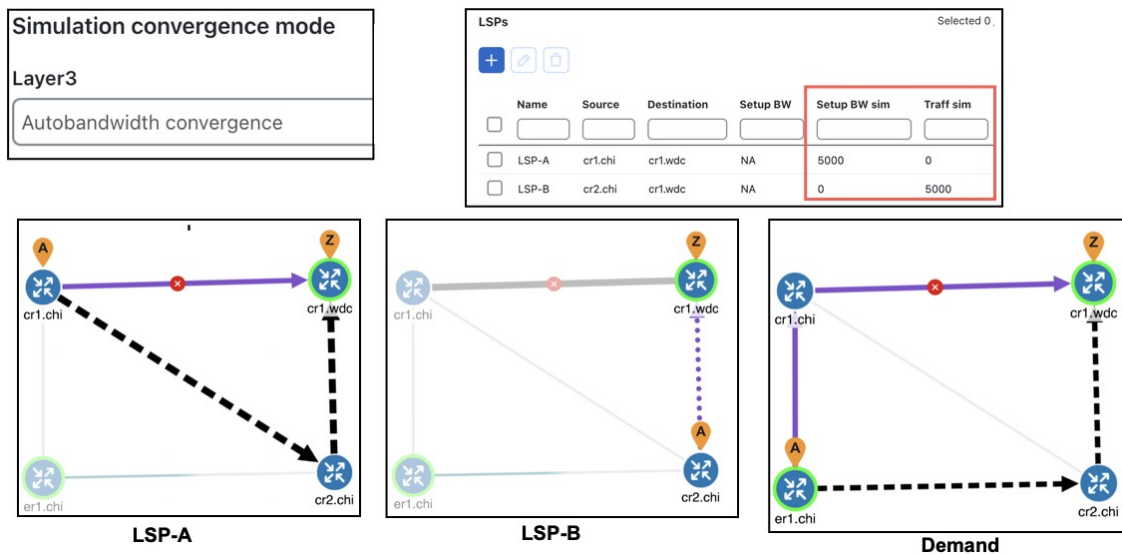 Simulation convergence mode
Layer3
Autobandwidth convergence
LSPs
Selected 0
Name Source Destination Setup BW Setup BW sim Traff sim
LSP-A cr1.chi cr1.wdc NA 5000 0
LSP-B cr2.chi cr1.wdc NA 0 5000
A
Z
cr1.chi
cr1.wdc
er1.chi
cr2.chi
LSP-A
Z
cr1.chi
cr1.wdc
A
er1.chi
cr2.chi
LSP-B
Z
cr1.chi
cr1.wdc
A
er1.chi
cr2.chi
Demand